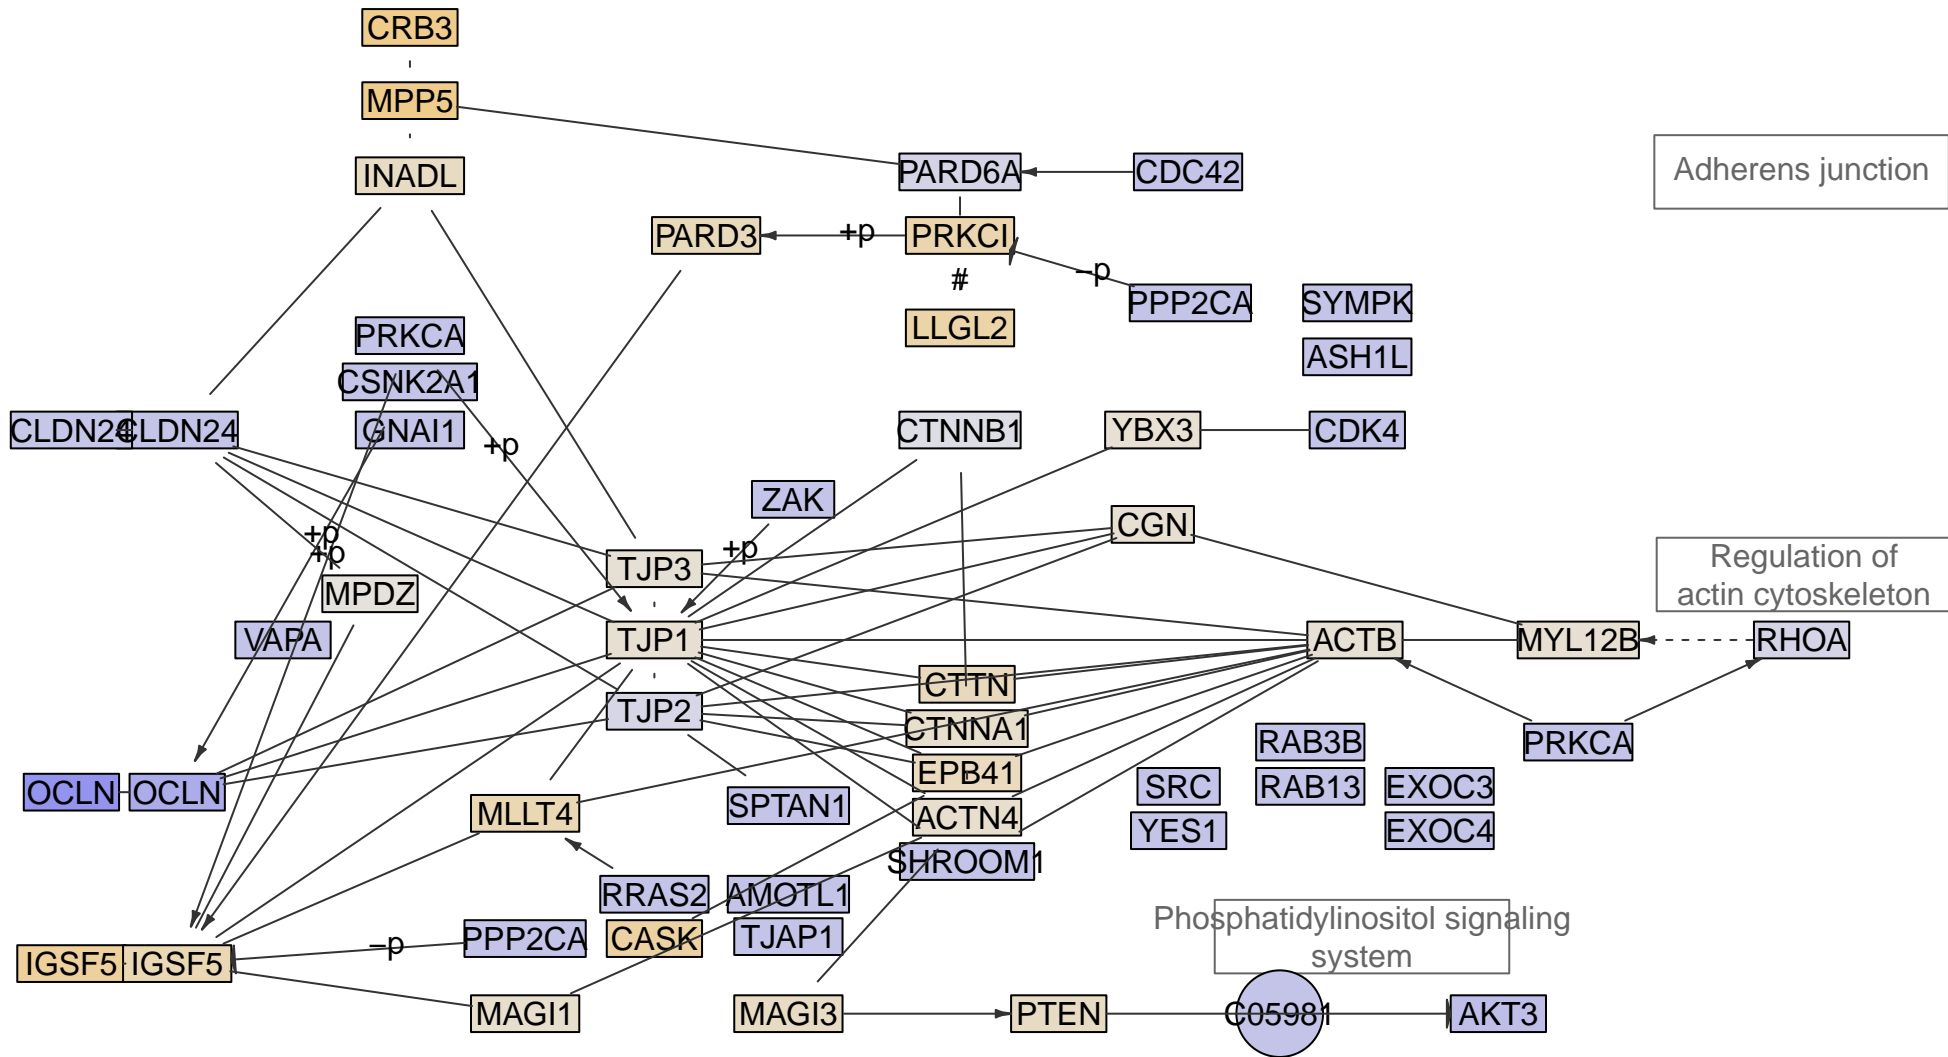 CRB3
MPP5
INADL
PARD6A
CDC42
Adherens junction
PARD3
+p
PRKCI
−p
#
PPP2CA
SYMPK
PRKCA
LLGL2
ASH1L
CSNK2A1
CLDN24
CLDN24
GNAI1
+p
CTNNB1
YBX3
CDK4
ZAK
CGN
+p
+p
+p
TJP3
MPDZ
Regulation of
actin cytoskeleton
VAPA
TJP1
ACTB
MYL12B
RHOA
CTTN
TJP2
CTNNA1
RAB3B
PRKCA
EPB41
OCLN
OCLN
SRC
RAB13
EXOC3
MLLT4
SPTAN1
ACTN4
YES1
EXOC4
SHROOM1
RRAS2
AMOTL1
PPP2CA
CASK
TJAP1
−p
Phosphatidylinositol signaling
system
IGSF5
IGSF5
MAGI1
MAGI3
PTEN
C05981
AKT3